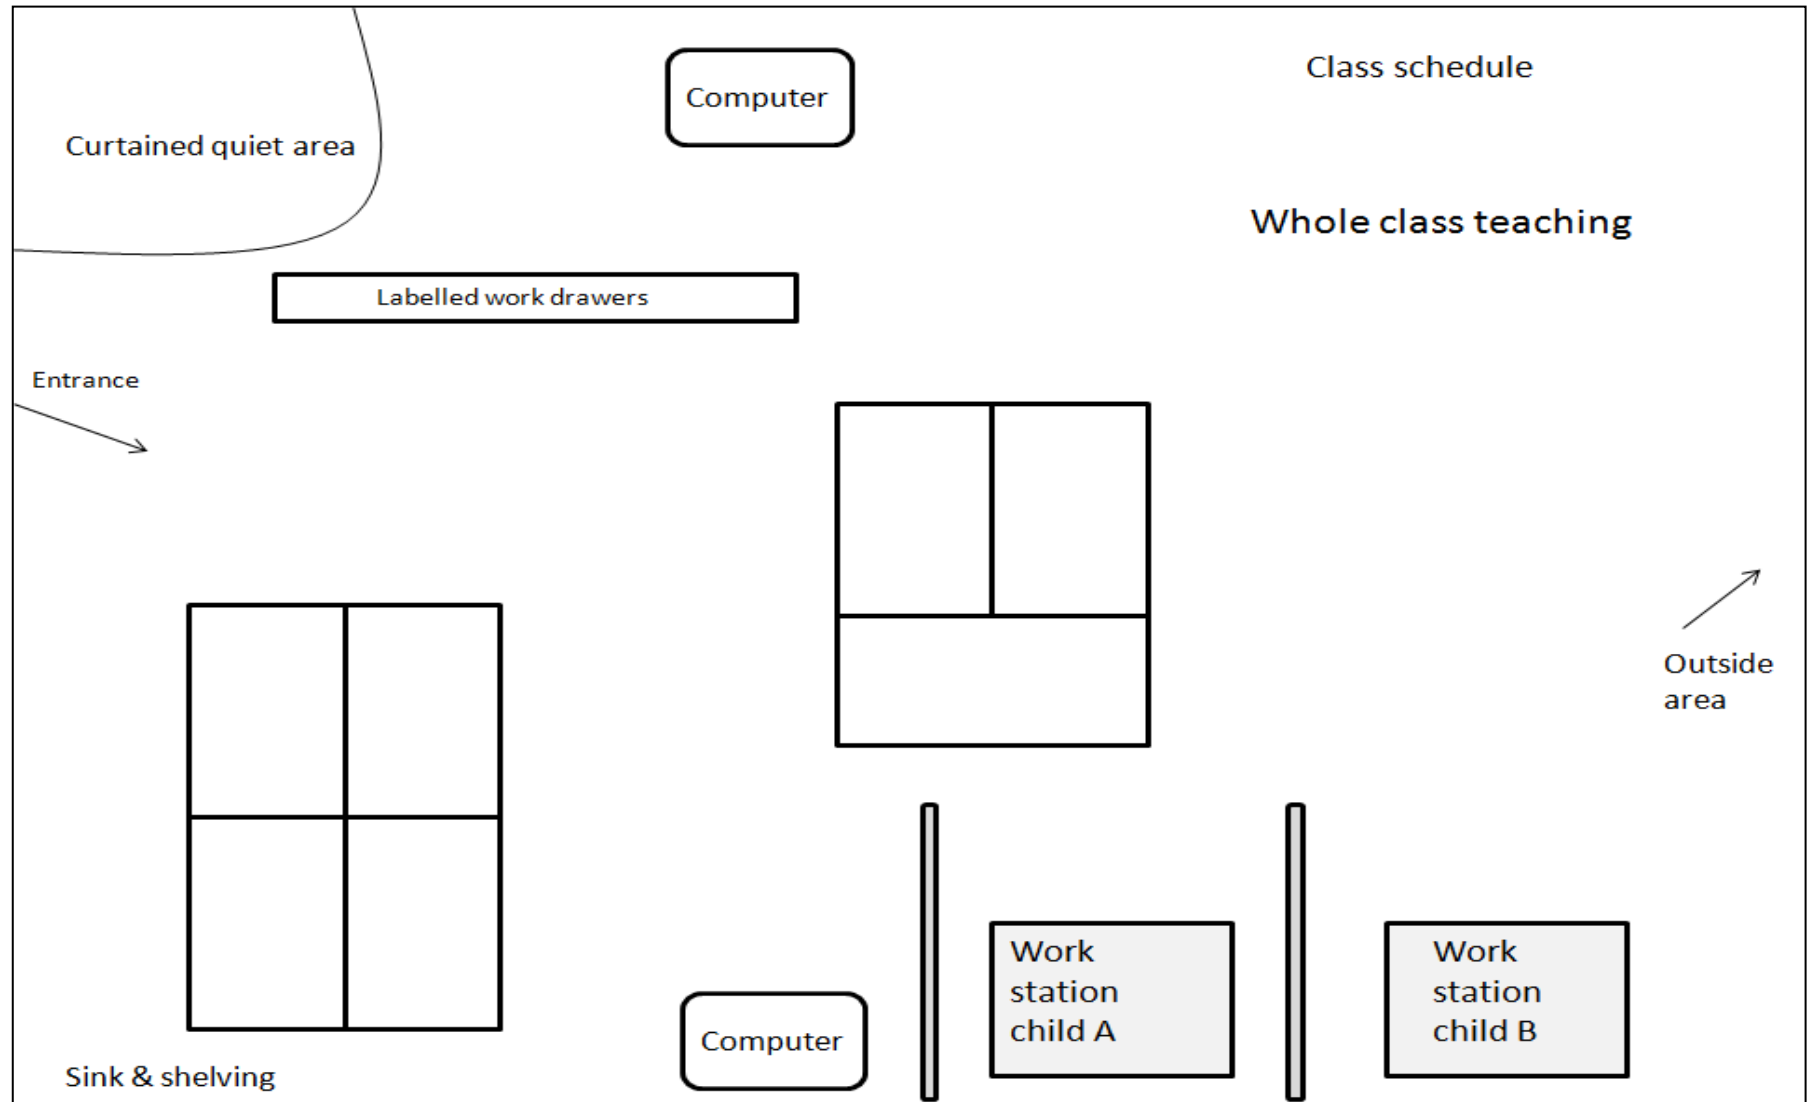 Computer
Class schedule
Curtained quiet area
Whole class teaching
Labelled work drawers
Entrance
Outside
area
Work
station
child A
Work
station
child B
Computer
Sink & shelving